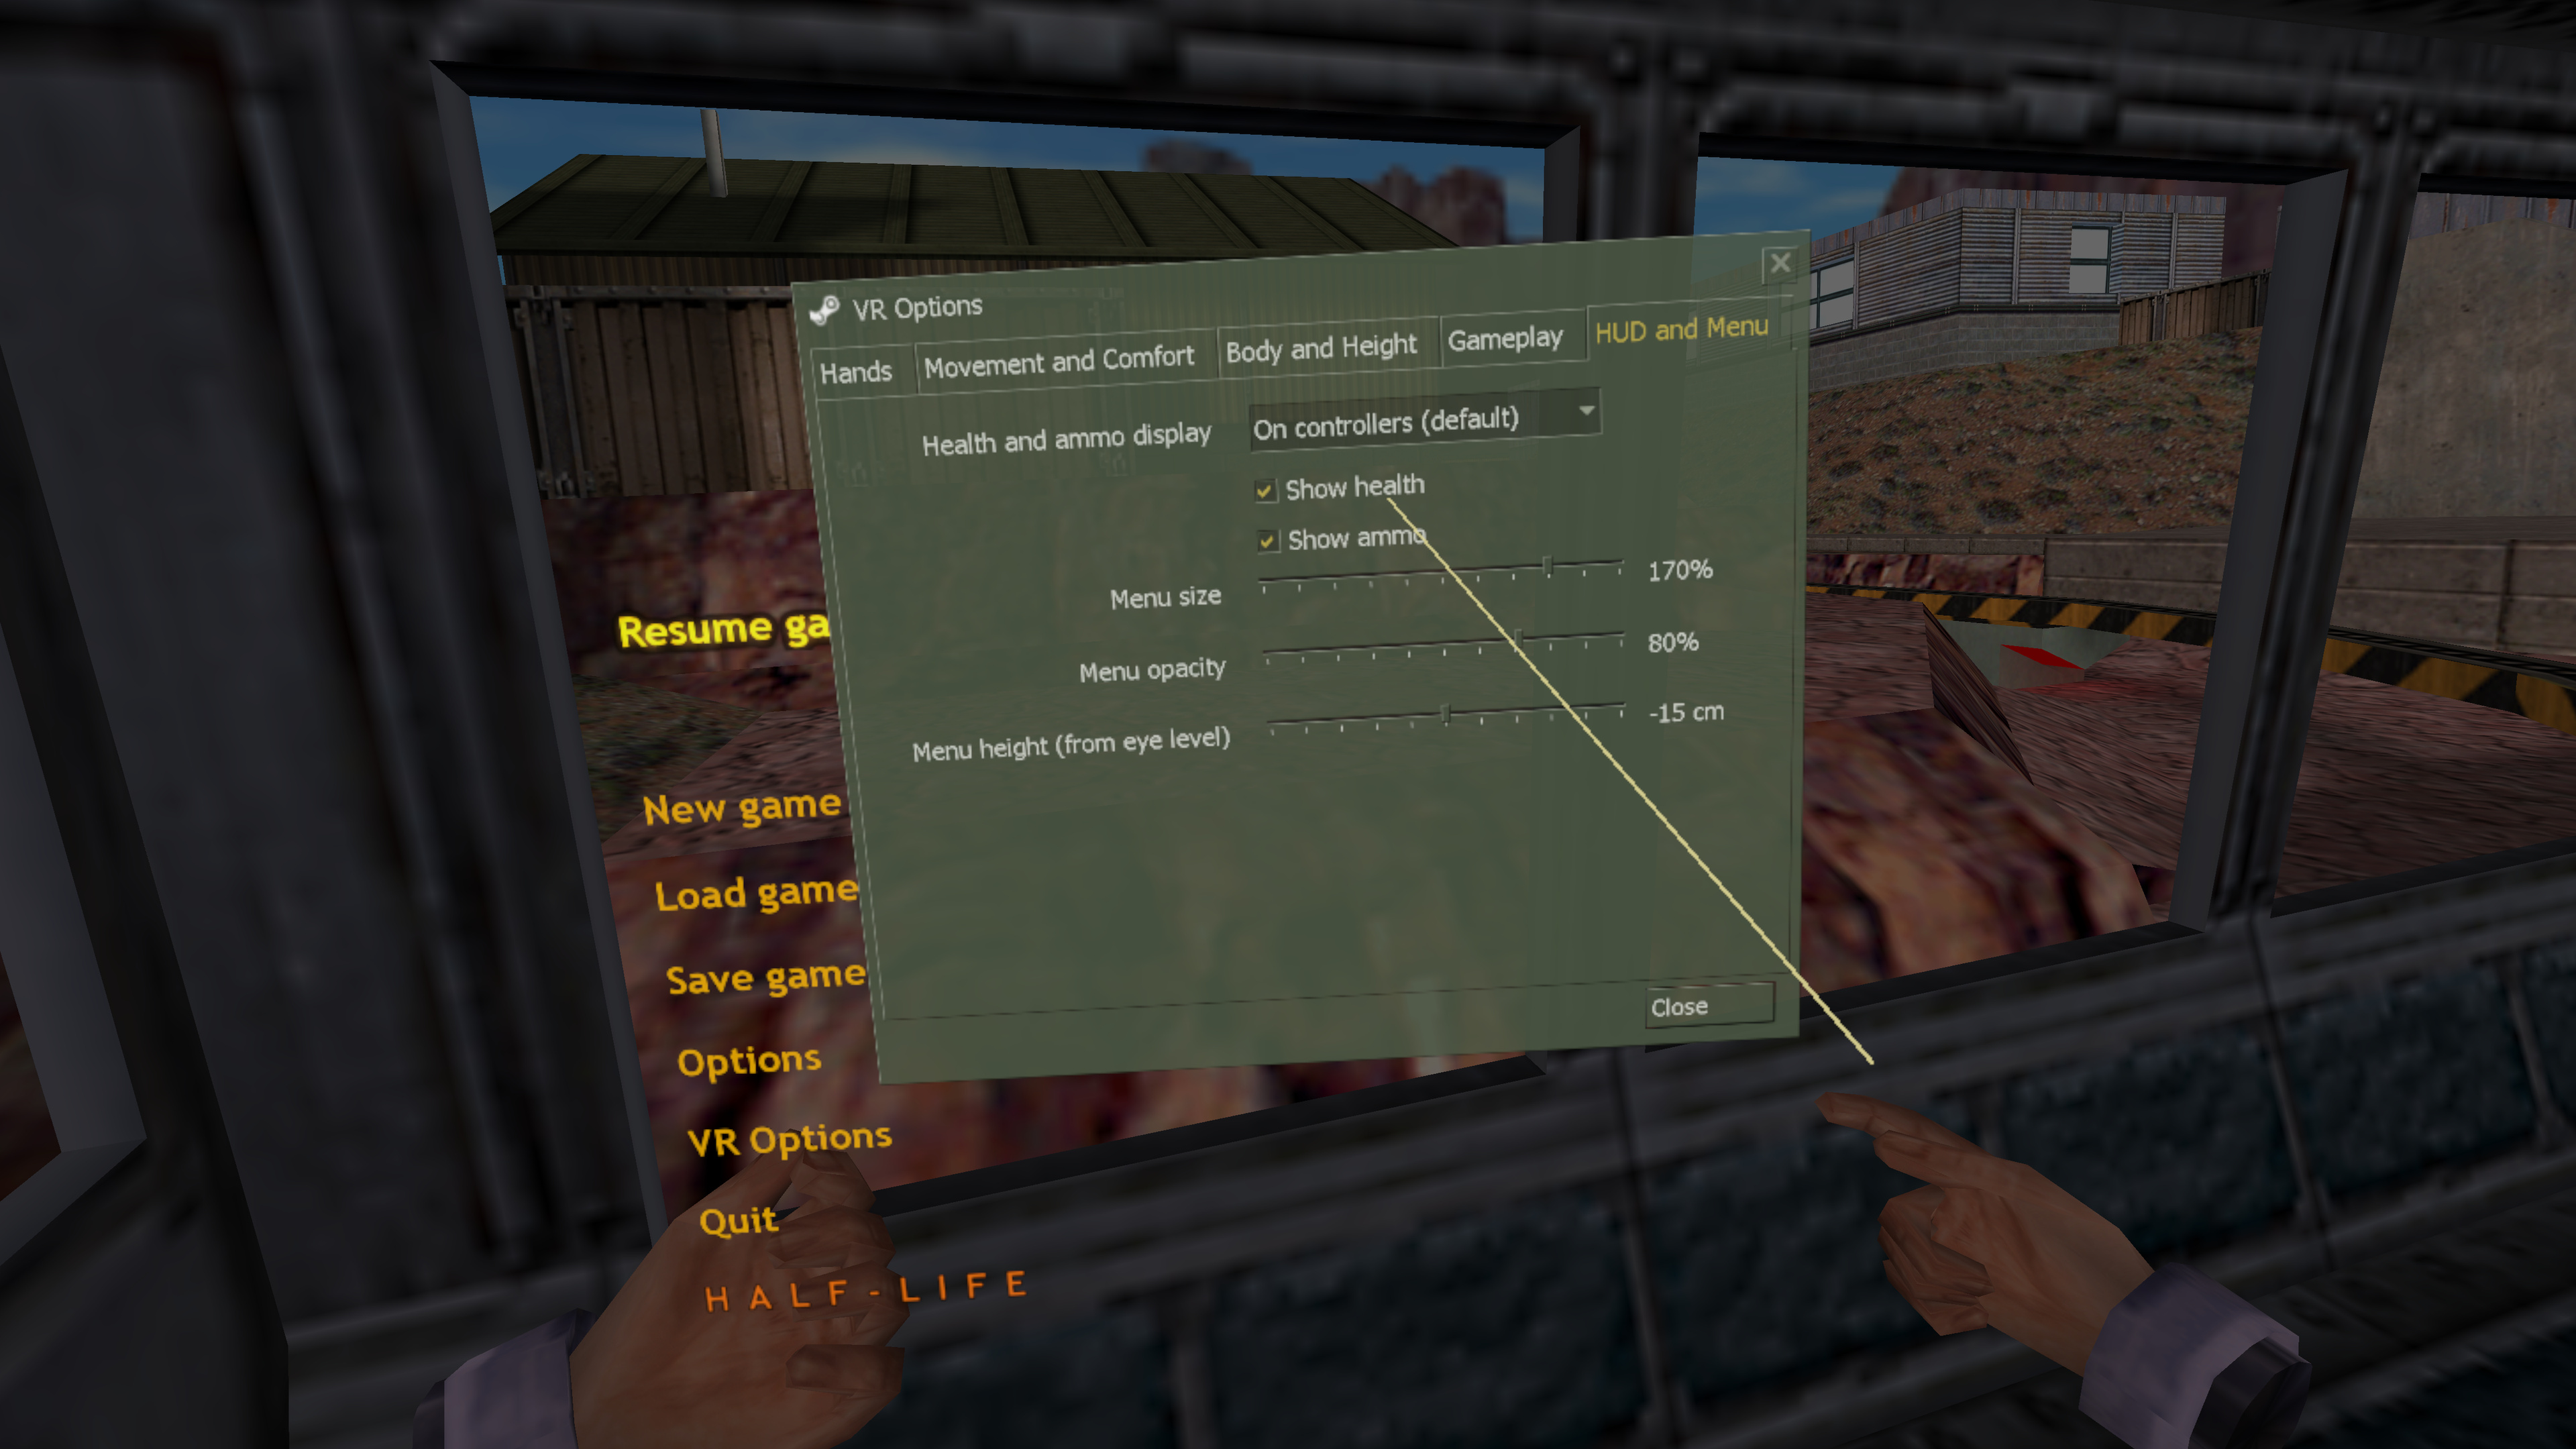 VR Options
Hands Movement and Comfort Body and Height Gameplay HUD and Menu
Health and ammo display On controllers (default)
Show health
Show ammo
Menu size 170%
Menu opacity 80%
Menu height (from eye level) -15 cm
Close
Resume ga
New game
Load game
Save game
Options
VR Options
Quit
HALF-LIFE